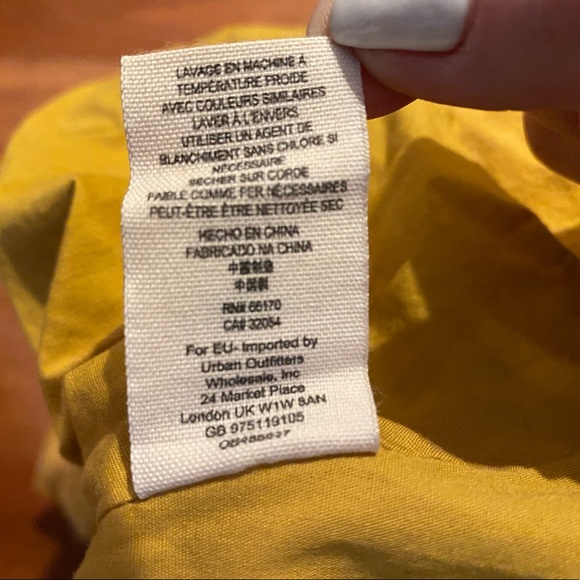 LAVAGE EN MACHINE À
TEMPÉRATURE FROIDE
AVEC COULEURS SIMILAIRES
LAVER À L'ENVERS
UTILISER UN AGENT DE
BLANCHIMENT SANS CHLORE SI
NÉCESSAIRE
SECHER SUR CORDE
FAIBLE COMME FER NÉCESSAIRES
PEUT-ÊTRE ÊTRE NETTOYÉE SEC
HECHO EN CHINA
FABRICADO NA CHINA
中國製造
中国製
RN# 66170
CA# 32054
For EU- Imported by
Urban Outfitters
Wholesale, Inc
24 Market Place
London UK W1W 8AN
GB 975119105